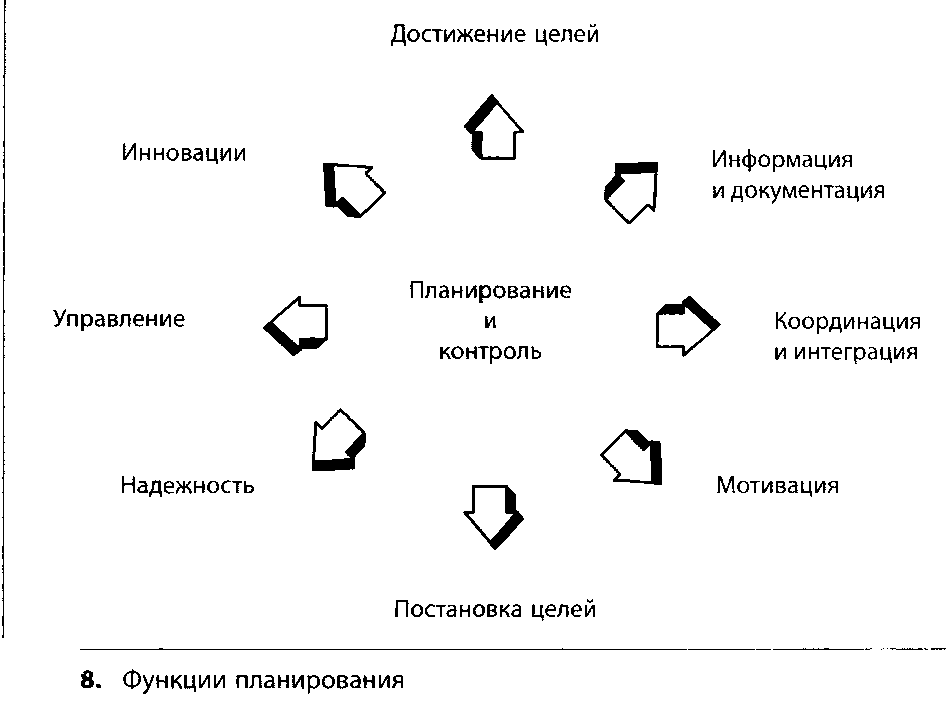 Достижение целей
Инновации
Информация
и документация
Управление
Планирование
и
контроль
Координация
и интеграция
Надежность
Мотивация
Постановка целей
8. Функции планирования